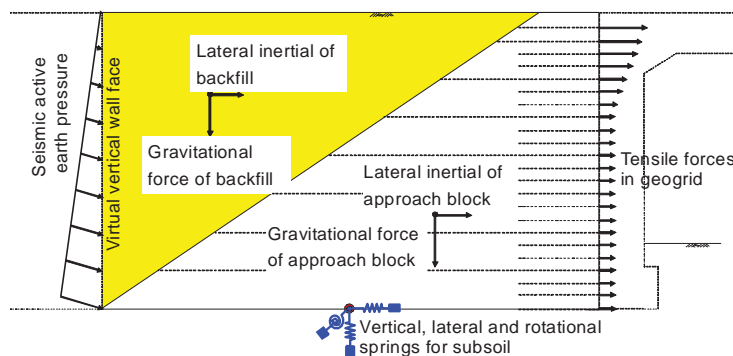 Seismic active
earth pressure
Virtual vertical wall face
Lateral inertial of
backfill
Gravitational
force of backfill
Lateral inertial of
approach block
Gravitational force
of approach block
Tensile forces
in geogrid
Vertical, lateral and rotational
springs for subsoil